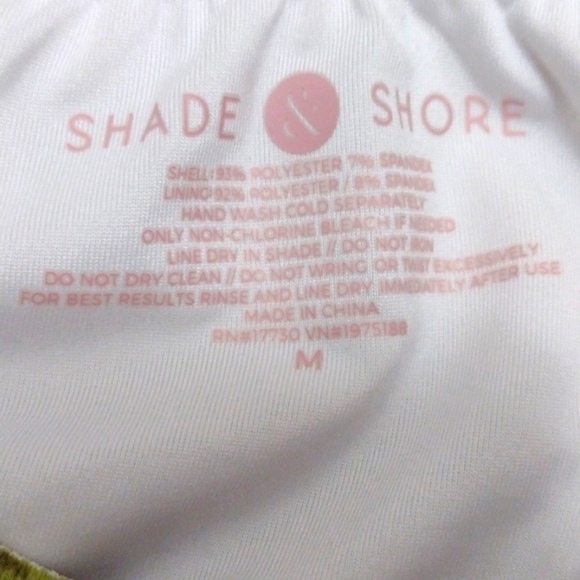 SHADE & SHORE
SHELL: 93% POLYESTER 7% SPANDEX
LINING 92% POLYESTER / 8% SPANDEX
HAND WASH COLD SEPARATELY
ONLY NON-CHLORINE BLEACH IF NEEDED
LINE DRY IN SHADE // DO NOT IRON
DO NOT DRY CLEAN // DO NOT WRING OR TWIST EXCESSIVELY
FOR BEST RESULTS RINSE AND LINE DRY IMMEDIATELY AFTER USE
MADE IN CHINA
RN#17730 VN#1975188
M